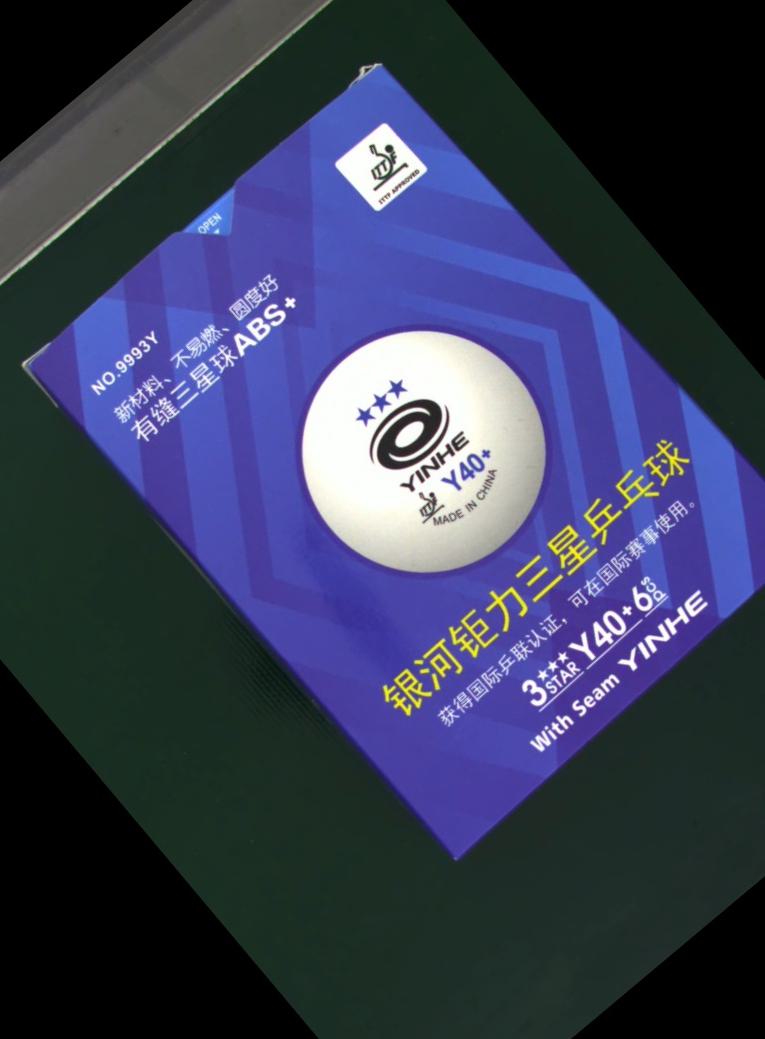 ITTF
ITTF APPROVED
OPEN
NO.9993Y
新材料、不易燃、圆度好
有缝三星球ABS+
YINHE
Y40+
MADE IN CHINA
银河钜力三星乒乓球
获得国际乒联认证，可在国际赛事使用。
3★★★ STAR Y40+6PCS
With Seam YINHE